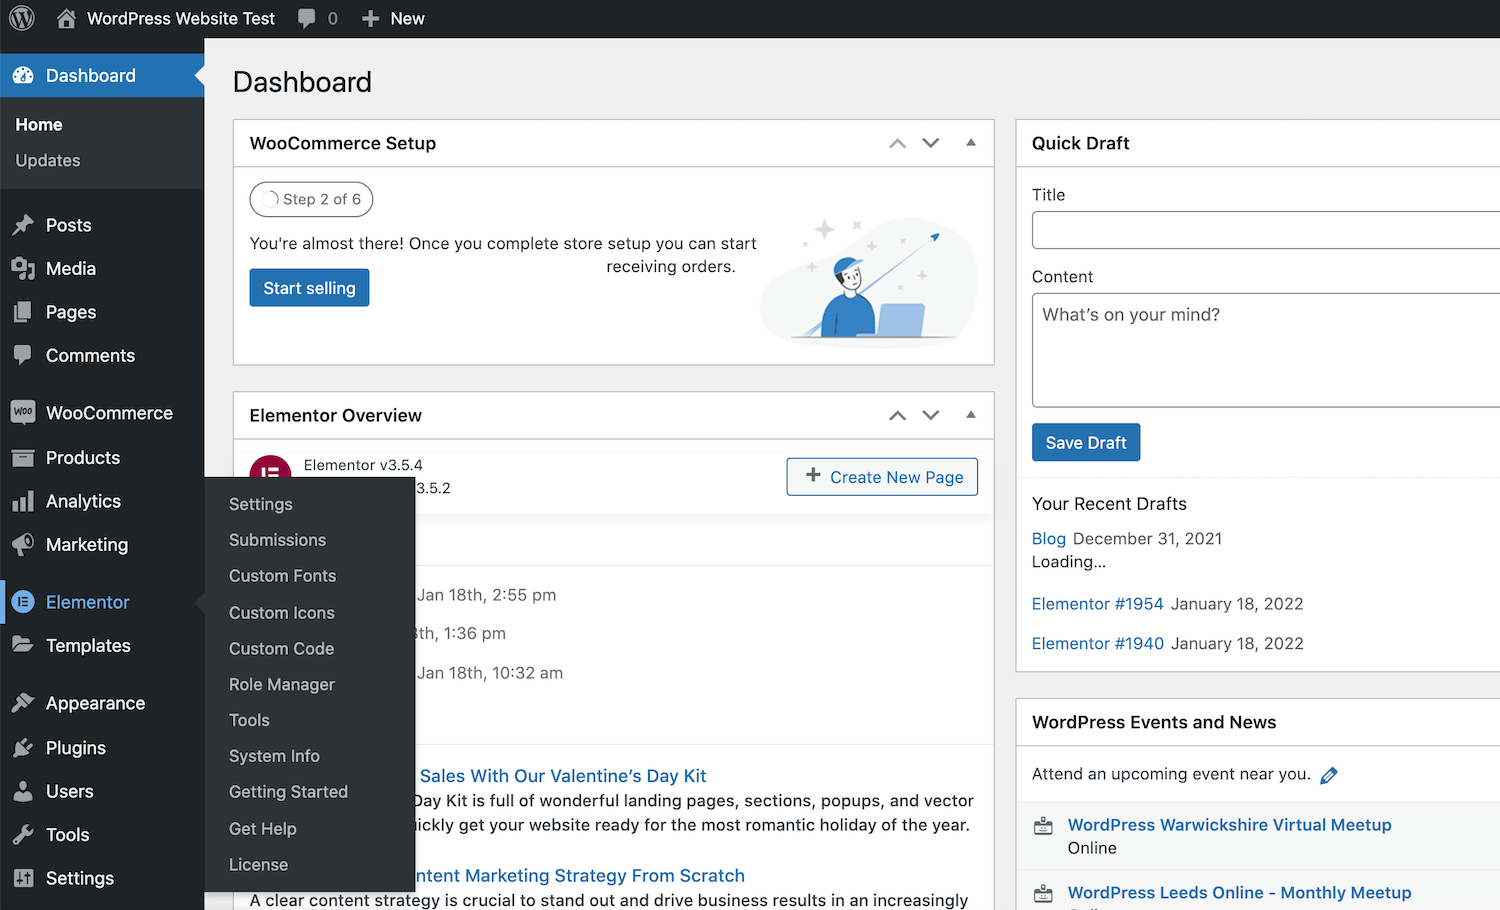 WordPress Website Test 0 New
Dashboard
Home
Updates
Posts
Media
Pages
Comments
WOO WooCommerce
Products
Analytics
Marketing
Elementor
Templates
Appearance
Plugins
Users
Tools
Settings
Settings
Submissions
Custom Fonts
Custom Icons
Custom Code
Role Manager
Tools
System Info
Getting Started
Get Help
License
Dashboard
WooCommerce Setup
Step 2 of 6
You're almost there! Once you complete store setup you can start
receiving orders.
Start selling
Elementor Overview
Elementor v3.5.4
3.5.2
Create New Page
Jan 18th, 2:55 pm
8th, 1:36 pm
Jan 18th, 10:32 am
Sales With Our Valentine’s Day Kit
Day Kit is full of wonderful landing pages, sections, popups, and vector
ickly get your website ready for the most romantic holiday of the year.
ntent Marketing Strategy From Scratch
A clear content strategy is crucial to stand out and drive business results in an increasingly
Quick Draft
Title
Content
What’s on your mind?
Save Draft
Your Recent Drafts
Blog December 31, 2021
Loading...
Elementor #1954 January 18, 2022
Elementor #1940 January 18, 2022
WordPress Events and News
Attend an upcoming event near you.
WordPress Warwickshire Virtual Meetup
Online
WordPress Leeds Online - Monthly Meetup